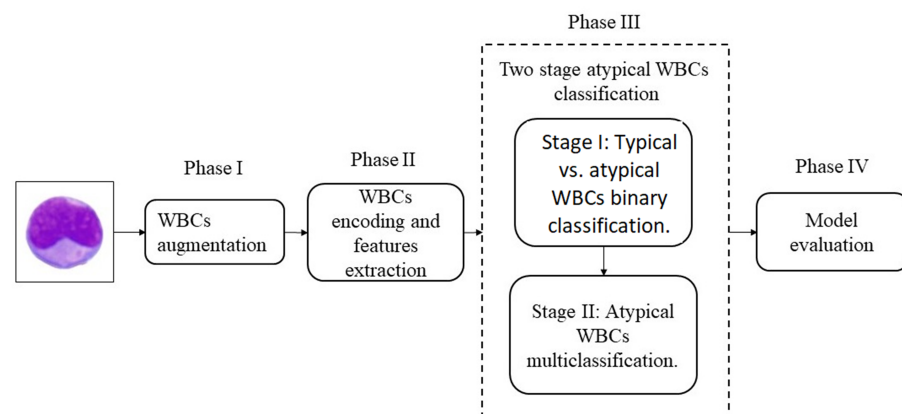 Phase I
WBCs
augmentation
Phase II
WBCs
encoding and
features
extraction
Phase III
Two stage atypical WBCs
classification
Stage I: Typical
vs. atypical
WBCs binary
classification.
Stage II: Atypical
WBCs
multiclassification.
Phase IV
Model
evaluation